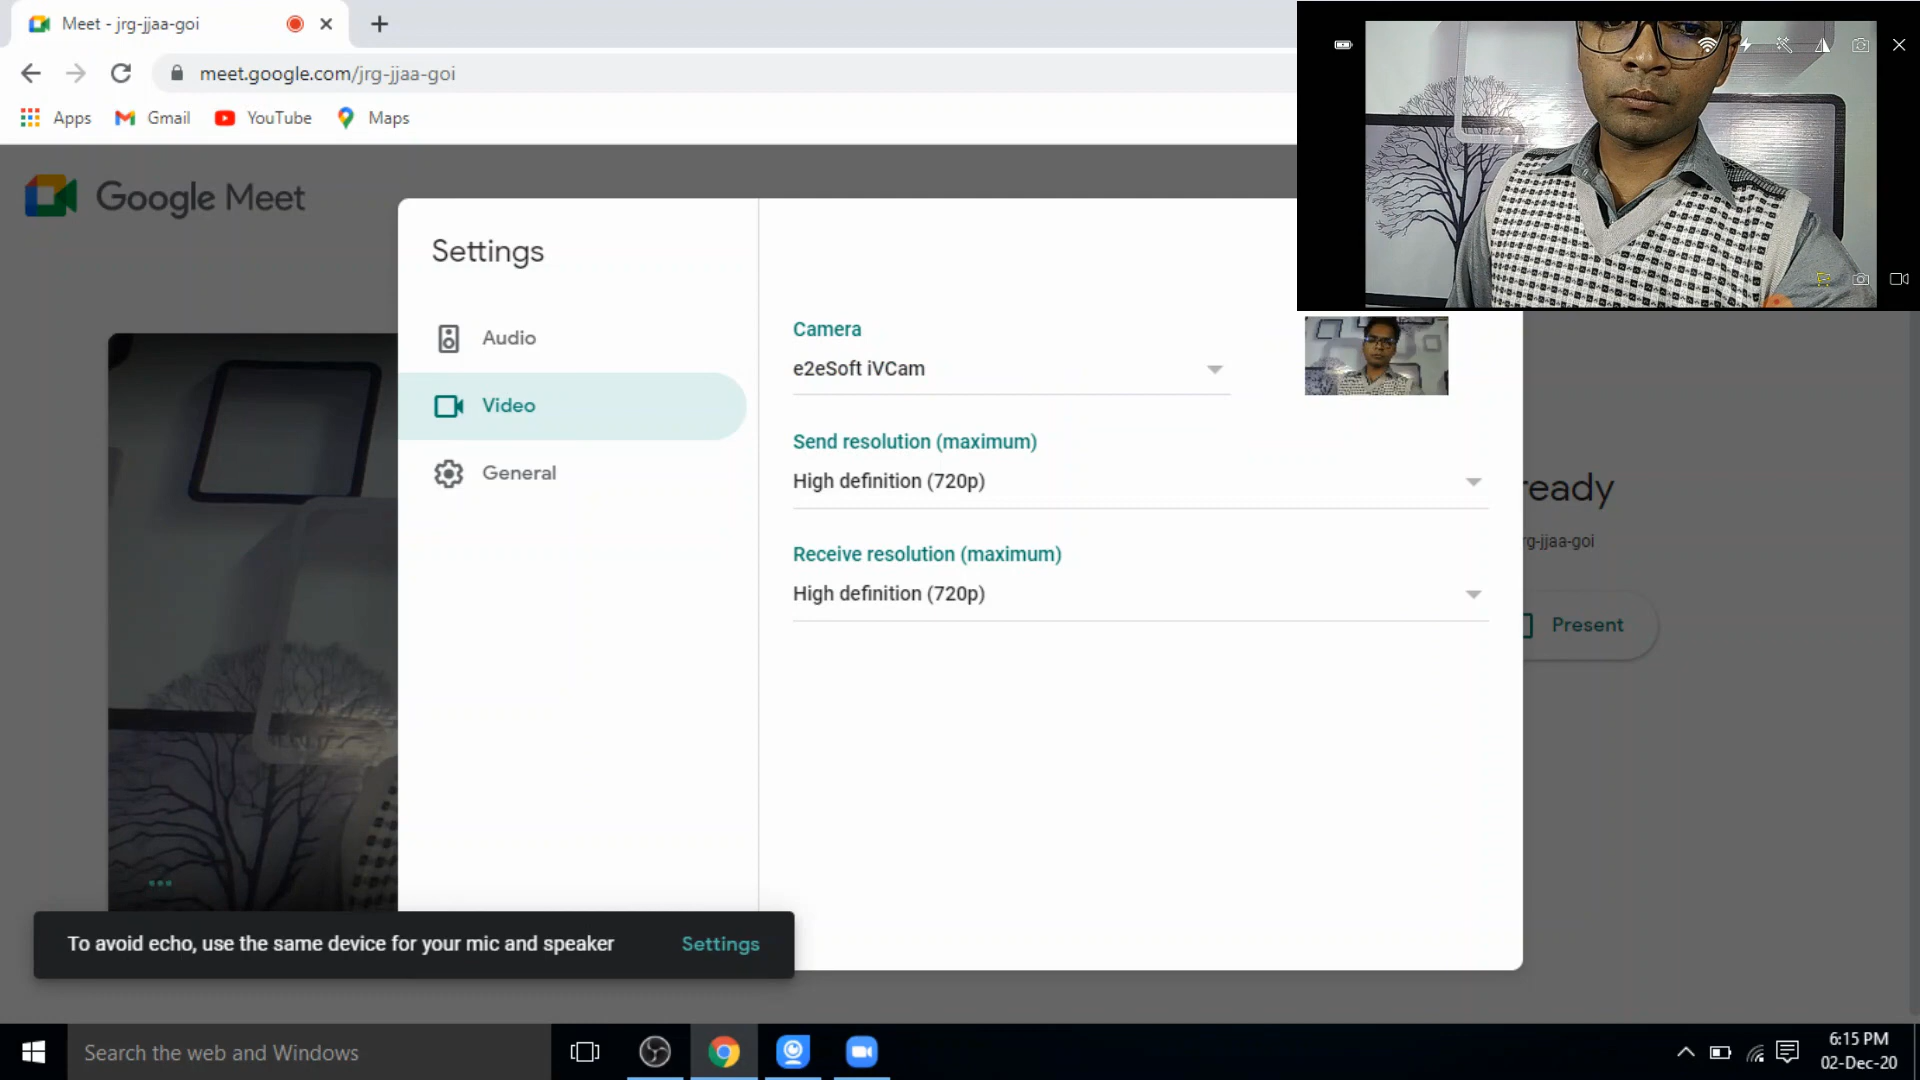 Meet - jrg-jjaa-goi
meet.google.com/jrg-jjaa-goi
Apps Gmail YouTube Maps
Google Meet
Settings
Audio
Video
General
Camera
e2eSoft iVCam
Send resolution (maximum)
High definition (720p)
Receive resolution (maximum)
High definition (720p)
ready
rg-jjaa-goi
Present
To avoid echo, use the same device for your mic and speaker Settings
Search the web and Windows
6:15 PM
02-Dec-20